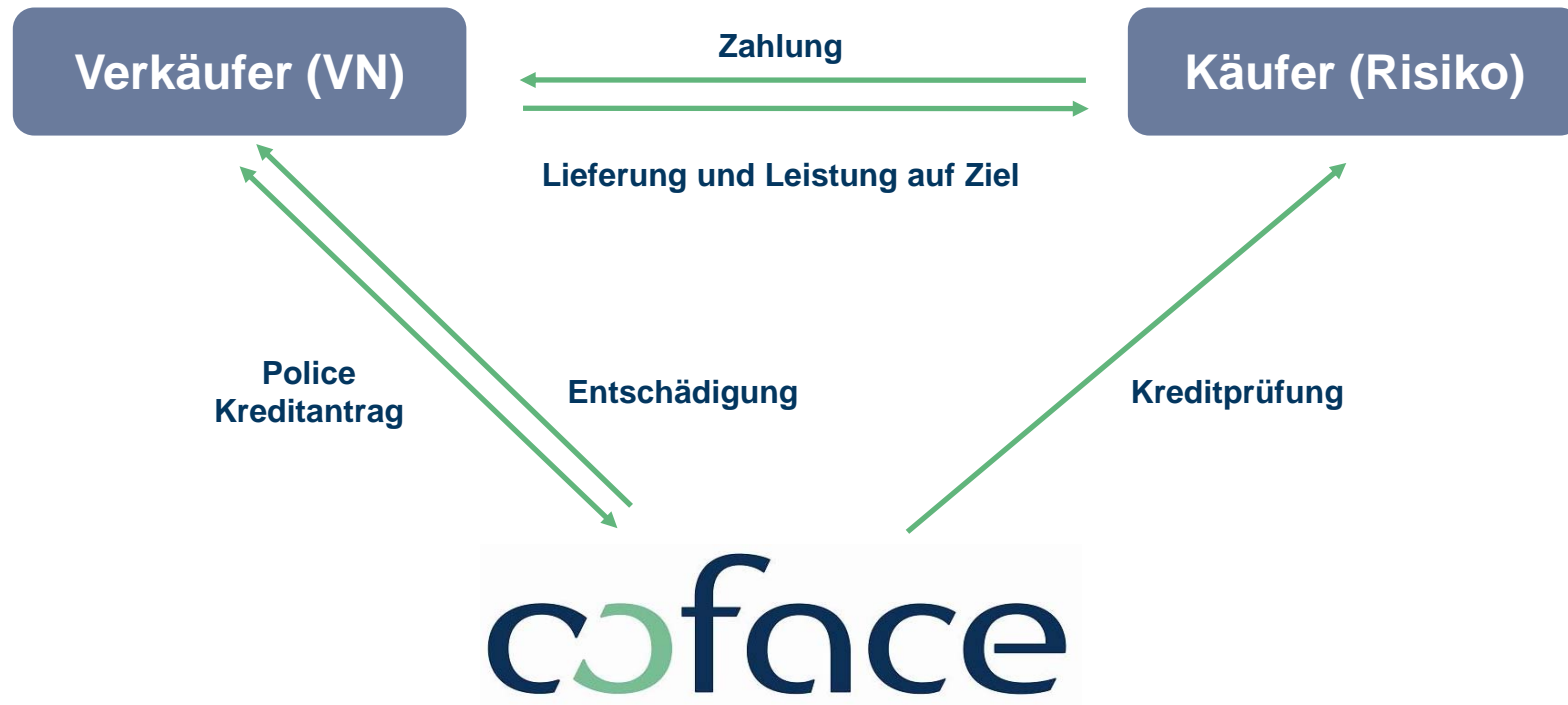 Verkäufer (VN)
Zahlung
Käufer (Risiko)
Lieferung und Leistung auf Ziel
Police
Kreditantrag
Entschädigung
Kreditprüfung
coface